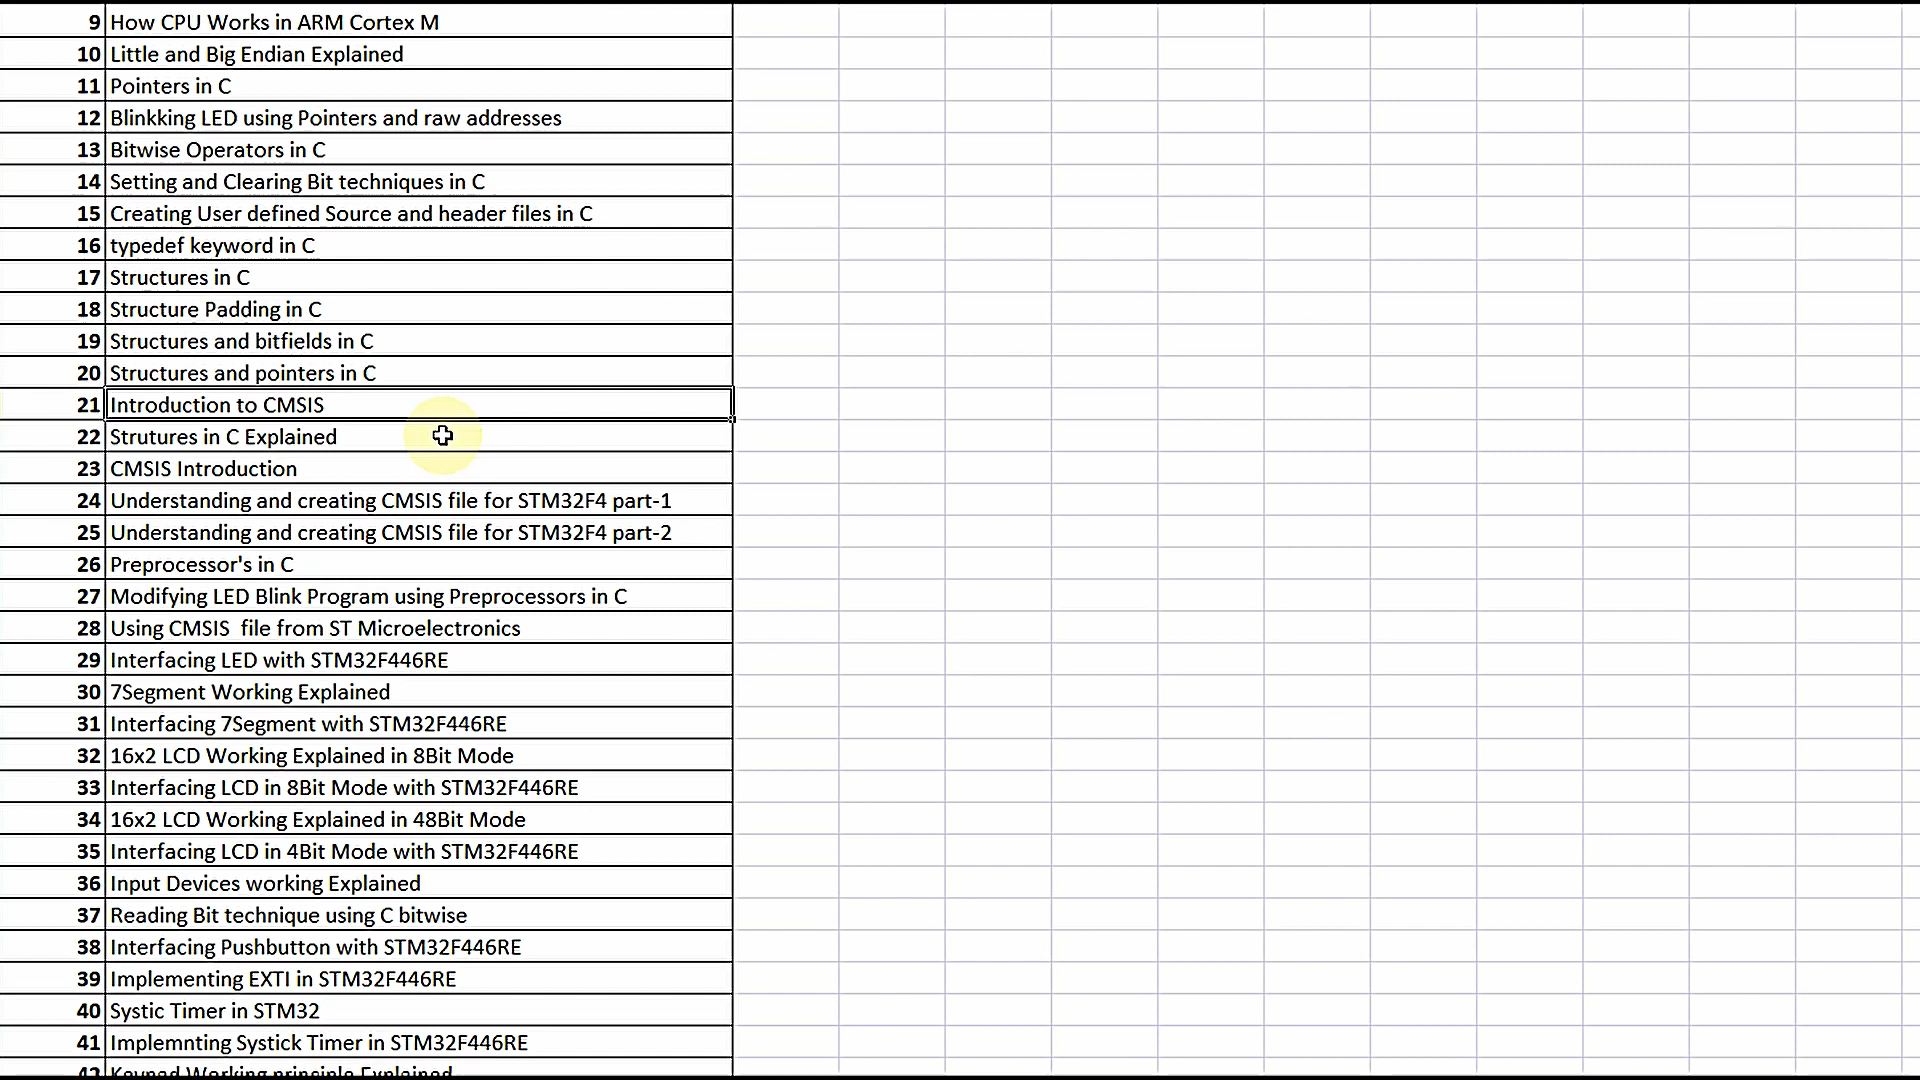 9 How CPU Works in ARM Cortex M
10 Little and Big Endian Explained
11 Pointers in C
12 Blinkking LED using Pointers and raw addresses
13 Bitwise Operators in C
14 Setting and Clearing Bit techniques in C
15 Creating User defined Source and header files in C
16 typedef keyword in C
17 Structures in C
18 Structure Padding in C
19 Structures and bitfields in C
20 Structures and pointers in C
21 Introduction to CMSIS
22 Strutures in C Explained
23 CMSIS Introduction
24 Understanding and creating CMSIS file for STM32F4 part-1
25 Understanding and creating CMSIS file for STM32F4 part-2
26 Preprocessor's in C
27 Modifying LED Blink Program using Preprocessors in C
28 Using CMSIS  file from ST Microelectronics
29 Interfacing LED with STM32F446RE
30 7Segment Working Explained
31 Interfacing 7Segment with STM32F446RE
32 16x2 LCD Working Explained in 8Bit Mode
33 Interfacing LCD in 8Bit Mode with STM32F446RE
34 16x2 LCD Working Explained in 48Bit Mode
35 Interfacing LCD in 4Bit Mode with STM32F446RE
36 Input Devices working Explained
37 Reading Bit technique using C bitwise
38 Interfacing Pushbutton with STM32F446RE
39 Implementing EXTI in STM32F446RE
40 Systic Timer in STM32
41 Implemnting Systick Timer in STM32F446RE
42 Keypad Working principle Explained